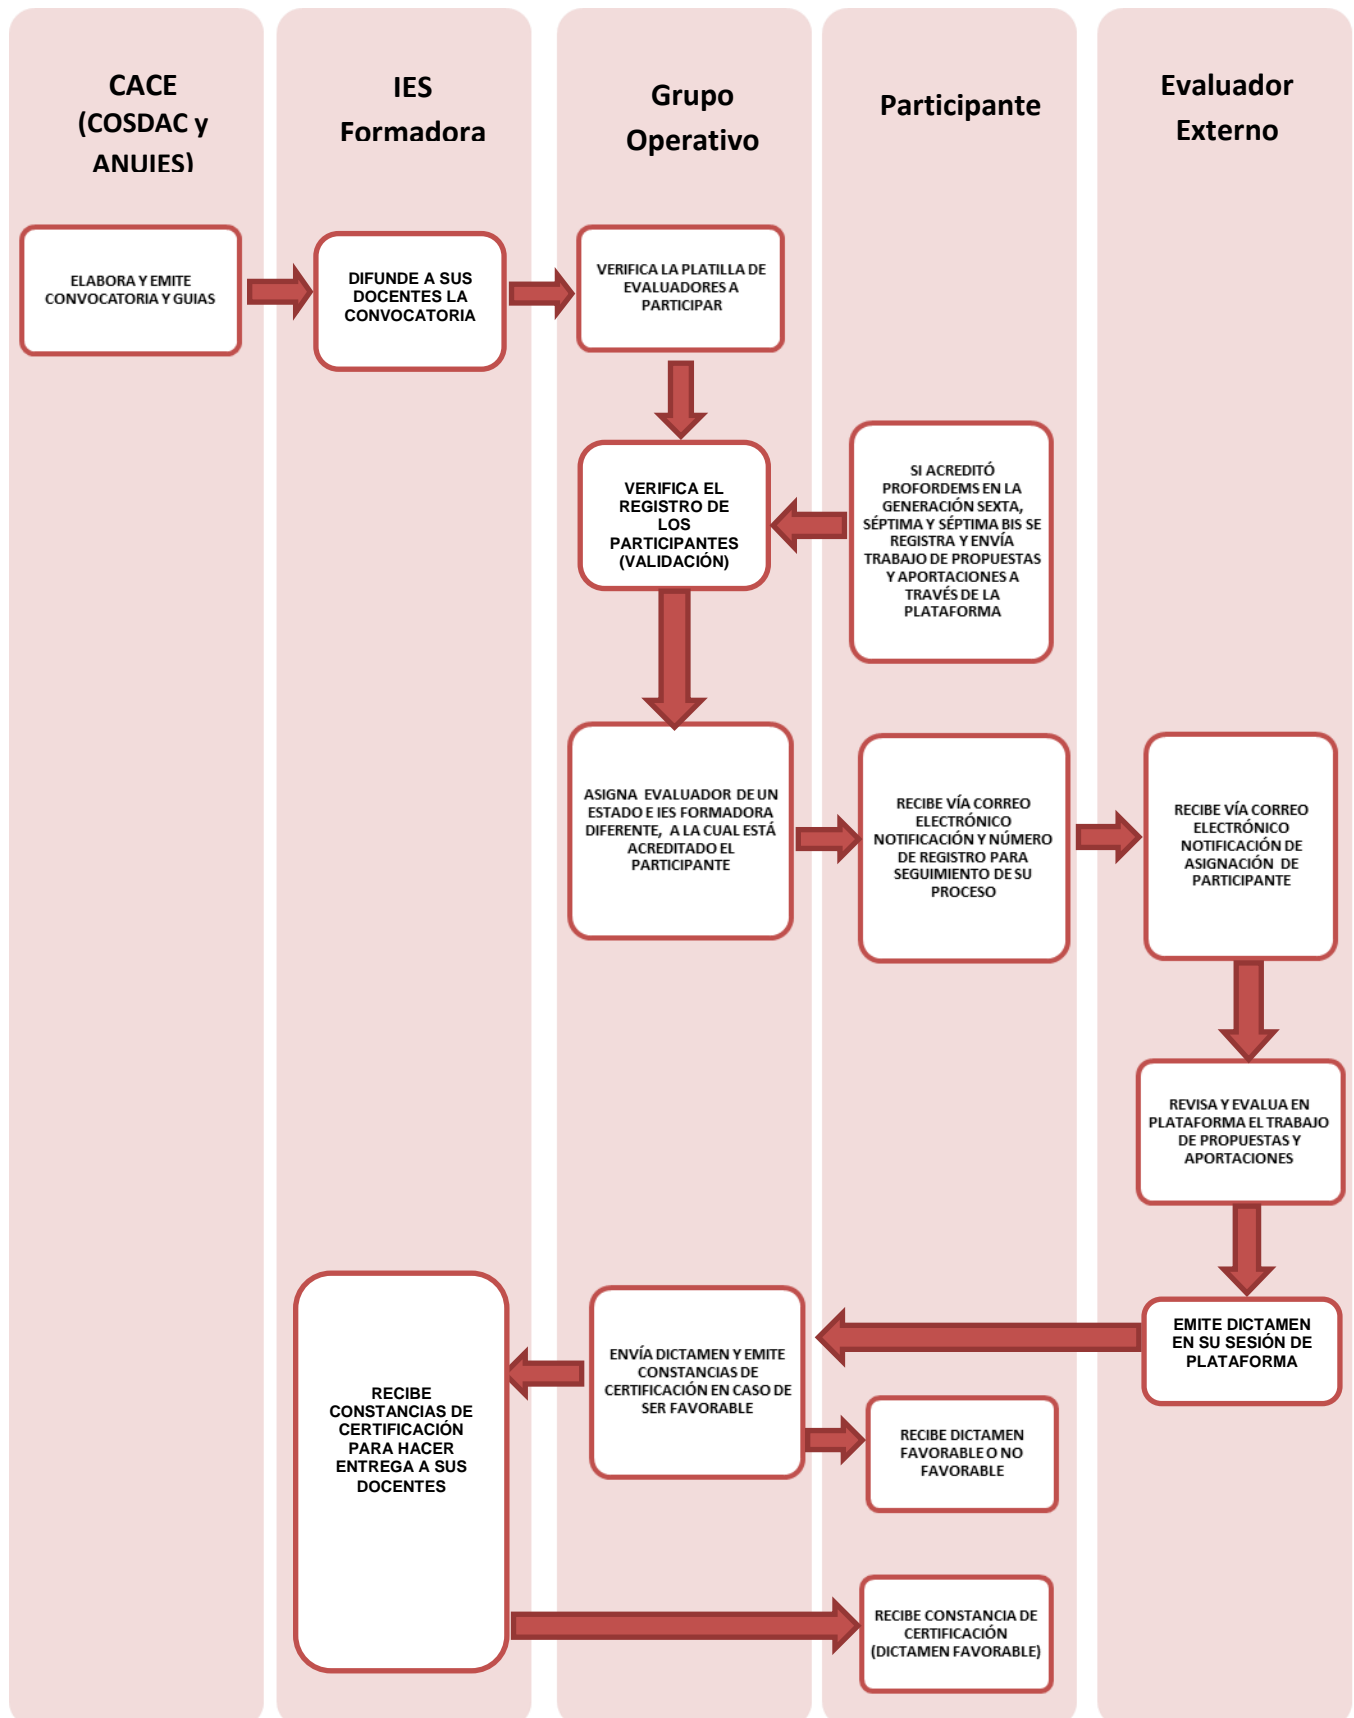 CACE
(COSDAC y
ANUIES)
IES
Formadora
Grupo
Operativo
Participante
Evaluador
Externo
ELABORA Y EMITE
CONVOCATORIA Y GUIAS
DIFUNDE A SUS
DOCENTES LA
CONVOCATORIA
VERIFICA LA PLATILLA DE
EVALUADORES A
PARTICIPAR
VERIFICA EL
REGISTRO DE
LOS
PARTICIPANTES
(VALIDACIÓN)
SI ACREDITÓ
PROFORDEMS EN LA
GENERACIÓN SEXTA,
SÉPTIMA Y SÉPTIMA BIS SE
REGISTRA Y ENVÍA
TRABAJO DE PROPUESTAS
Y APORTACIONES A
TRAVÉS DE LA
PLATAFORMA
ASIGNA EVALUADOR DE UN
ESTADO E IES FORMADORA
DIFERENTE, A LA CUAL ESTÁ
ACREDITADO EL
PARTICIPANTE
RECIBE VÍA CORREO
ELECTRÓNICO
NOTIFICACIÓN Y NÚMERO
DE REGISTRO PARA
SEGUIMIENTO DE SU
PROCESO
RECIBE VÍA CORREO
ELECTRÓNICO
NOTIFICACIÓN DE
ASIGNACIÓN DE
PARTICIPANTE
REVISA Y EVALUA EN
PLATAFORMA EL TRABAJO
DE PROPUESTAS Y
APORTACIONES
EMITE DICTAMEN
EN SU SESIÓN DE
PLATAFORMA
ENVÍA DICTAMEN Y EMITE
CONSTANCIAS DE
CERTIFICACIÓN EN CASO DE
SER FAVORABLE
RECIBE
CONSTANCIAS DE
CERTIFICACIÓN
PARA HACER
ENTREGA A SUS
DOCENTES
RECIBE DICTAMEN
FAVORABLE O NO
FAVORABLE
RECIBE CONSTANCIA DE
CERTIFICACIÓN
(DICTAMEN FAVORABLE)